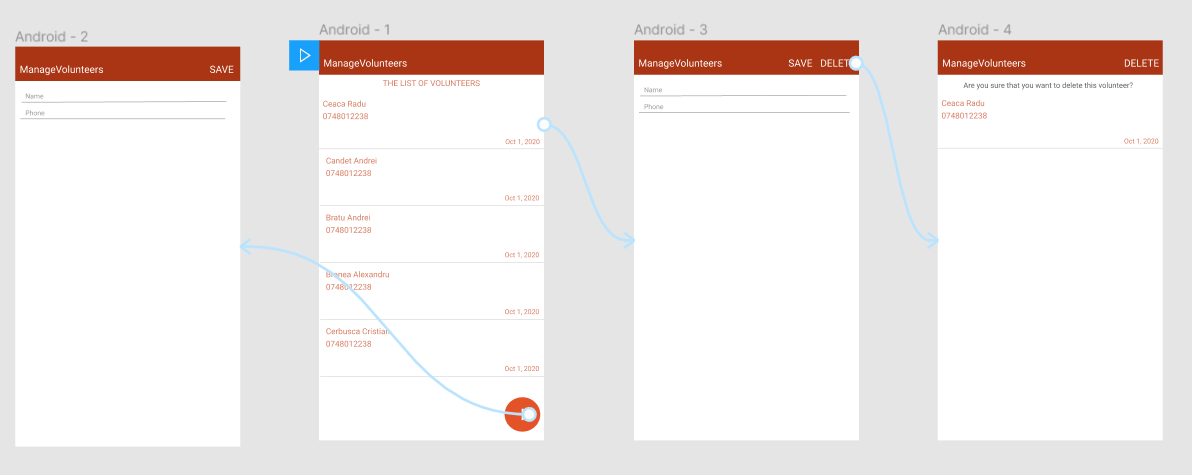 Android - 2
ManageVolunteers SAVE
Name
Phone
Android - 1
ManageVolunteers
THE LIST OF VOLUNTEERS
Ceaca Radu
0748012238
Oct 1, 2020
Candet Andrei
0748012238
Oct 1, 2020
Bratu Andrei
0748012238
Oct 1, 2020
Alexandru
0748012238
Oct 1, 2020
Cerbusca Cristian
0748012238
Oct 1, 2020
Android - 3
ManageVolunteers SAVE DELETE
Name
Phone
Android - 4
ManageVolunteers DELETE
Are you sure that you want to delete this volunteer?
Ceaca Radu
0748012238
Oct 1, 2020